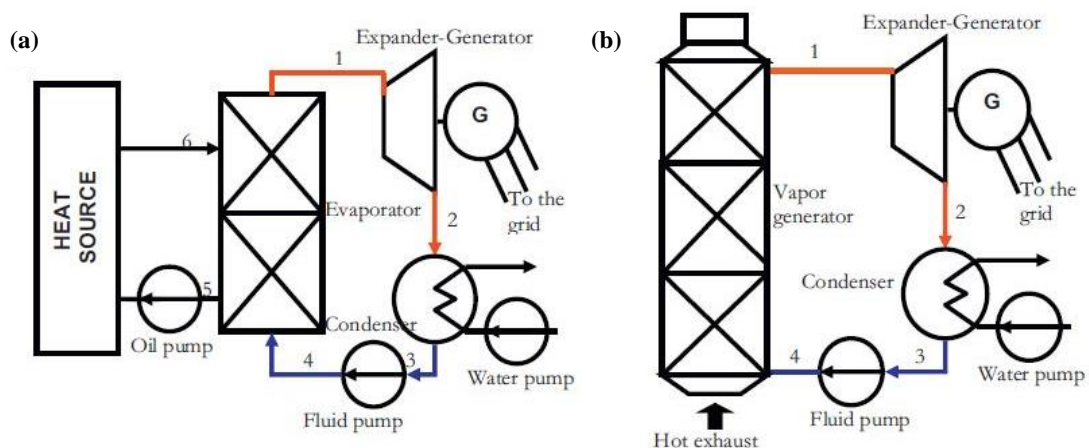 (a)
Expander-Generator
1
G
6
HEAT
SOURCE
To the
grid
Evaporator
2
5
Condenser
Oil pump
4
3
Water pump
Fluid pump
(b)
Expander-Generator
1
G
To the
grid
Vapor
generator
2
Condenser
4
3
Water pump
Fluid pump
Hot exhaust